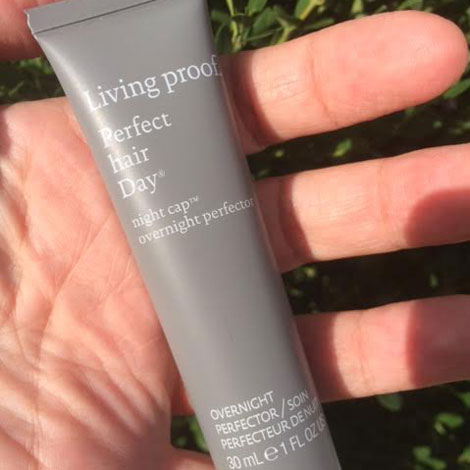 Living proof.
Perfect
hair
Day®
night cap™
overnight perfector
OVERNIGHT
PERFECTOR / SOIN
PERFECTEUR DE NUIT
30 mL ℮ 1 FL OZ US